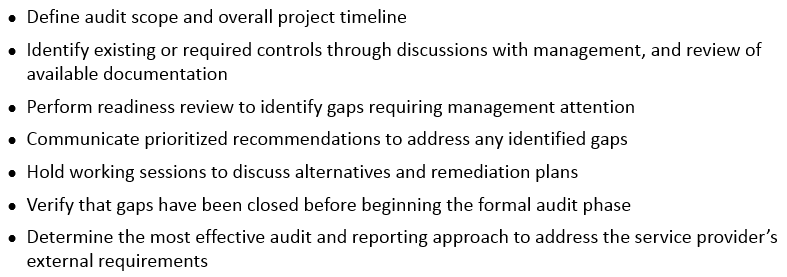 • Define audit scope and overall project timeline
• Identify existing or required controls through discussions with management, and review of
available documentation
• Perform readiness review to identify gaps requiring management attention
• Communicate prioritized recommendations to address any identified gaps
• Hold working sessions to discuss alternatives and remediation plans
• Verify that gaps have been closed before beginning the formal audit phase
• Determine the most effective audit and reporting approach to address the service provider’s
external requirements